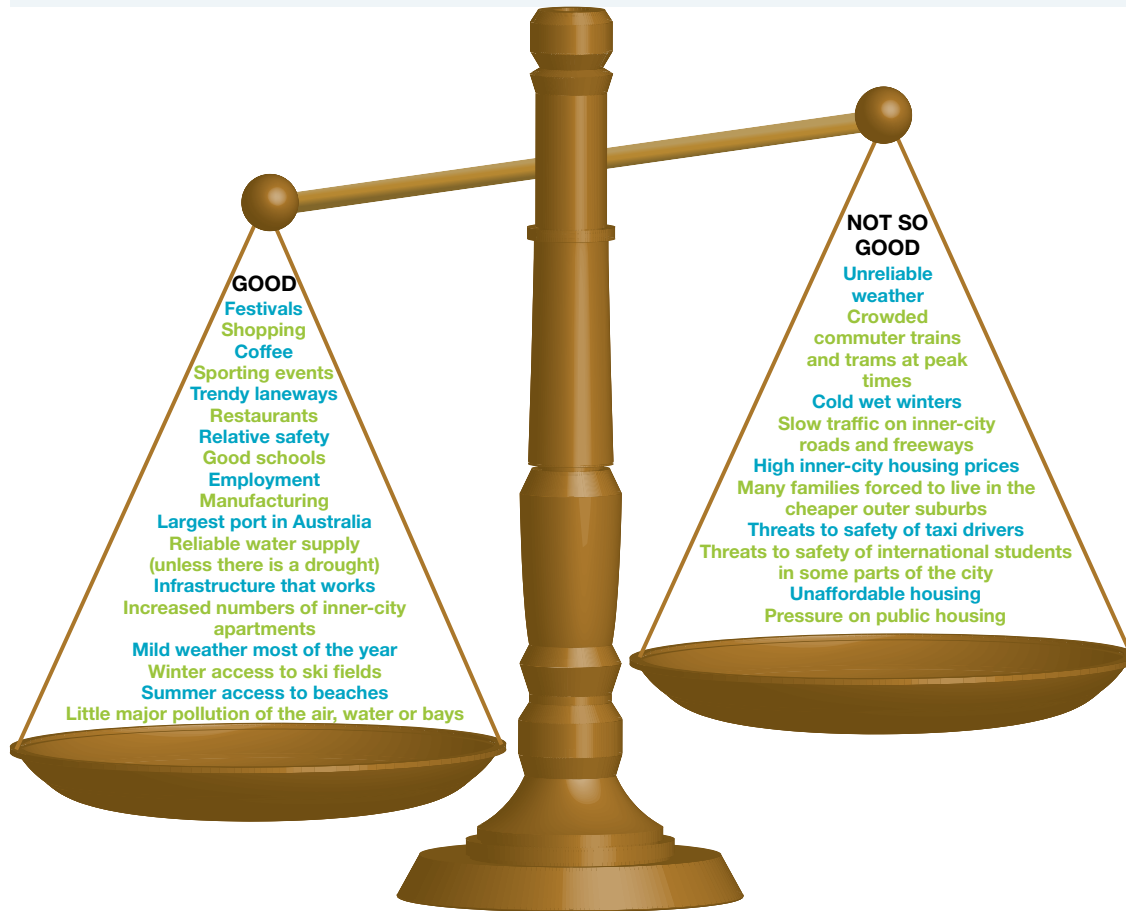 GOOD
Festivals
Shopping
Coffee
Sporting events
Trendy laneways
Restaurants
Relative safety
Good schools
Employment
Manufacturing
Largest port in Australia
Reliable water supply
(unless there is a drought)
Infrastructure that works
Increased numbers of inner-city
apartments
Mild weather most of the year
Winter access to ski fields
Summer access to beaches
Little major pollution of the air, water or bays
NOT SO
GOOD
Unreliable
weather
Crowded
commuter trains
and trams at peak
times
Cold wet winters
Slow traffic on inner-city
roads and freeways
High inner-city housing prices
Many families forced to live in the
cheaper outer suburbs
Threats to safety of taxi drivers
Threats to safety of international students
in some parts of the city
Unaffordable housing
Pressure on public housing